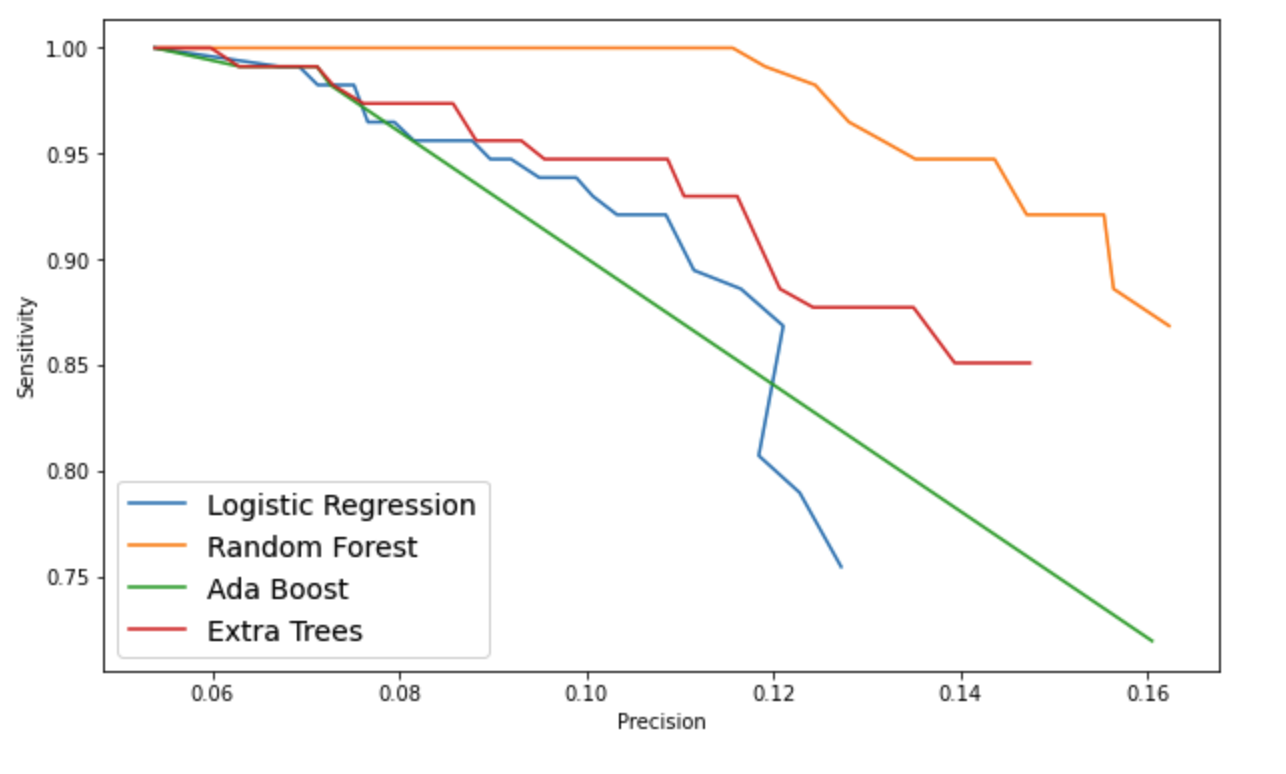 1.00
0.95
0.90
0.85
0.80
0.75
Sensitivity
Logistic Regression
Random Forest
Ada Boost
Extra Trees
0.06 0.08 0.10 0.12 0.14 0.16
Precision